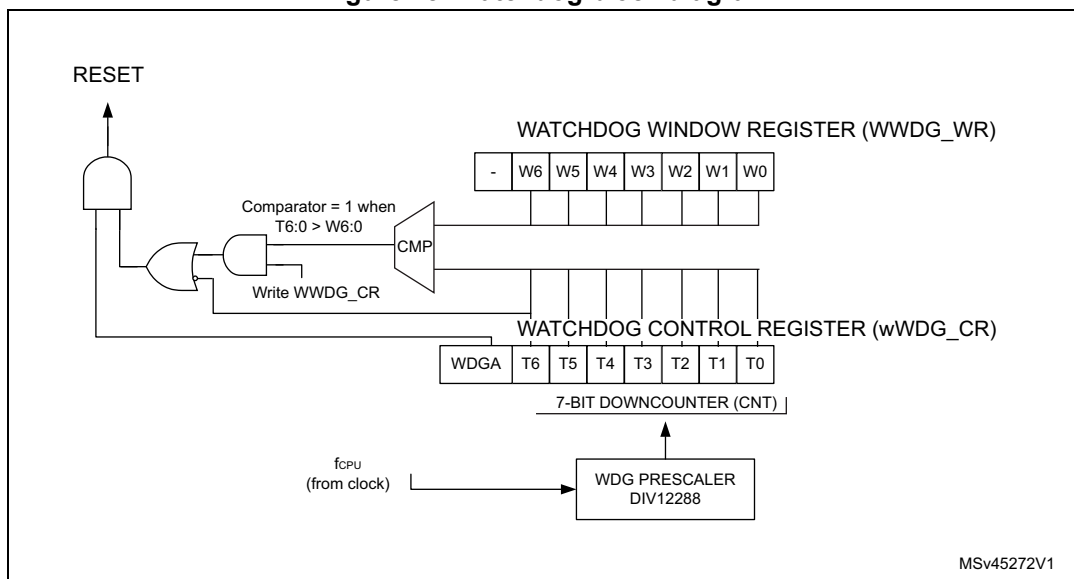 RESET
WATCHDOG WINDOW REGISTER (WWDG_WR)
- W6 W5 W4 W3 W2 W1 W0
Comparator = 1 when
T6:0 > W6:0
CMP
Write WWDG_CR
WATCHDOG CONTROL REGISTER (wWDG_CR)
WDGA T6 T5 T4 T3 T2 T1 T0
7-BIT DOWNCOUNTER (CNT)
fCPU
(from clock)
WDG PRESCALER
DIV12288
MSv45272V1